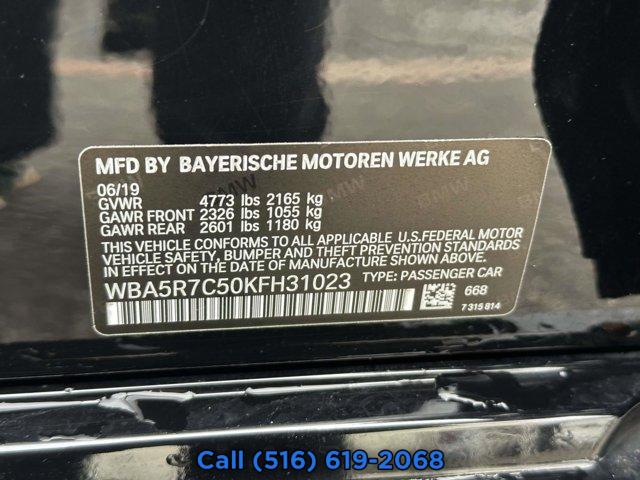 MFD BY BAYERISCHE MOTOREN WERKE AG
06/19
GVWR 4773 lbs 2165 kg
GAWR FRONT 2326 lbs 1055 kg
GAWR REAR 2601 lbs 1180 kg
THIS VEHICLE CONFORMS TO ALL APPLICABLE U.S.FEDERAL MOTOR
VEHICLE SAFETY, BUMPER AND THEFT PREVENTION STANDARDS
IN EFFECT ON THE DATE OF MANUFACTURE SHOWN ABOVE.
WBA5R7C50KFH31023 TYPE: PASSENGER CAR
668
7315814
Call (516) 619-2068